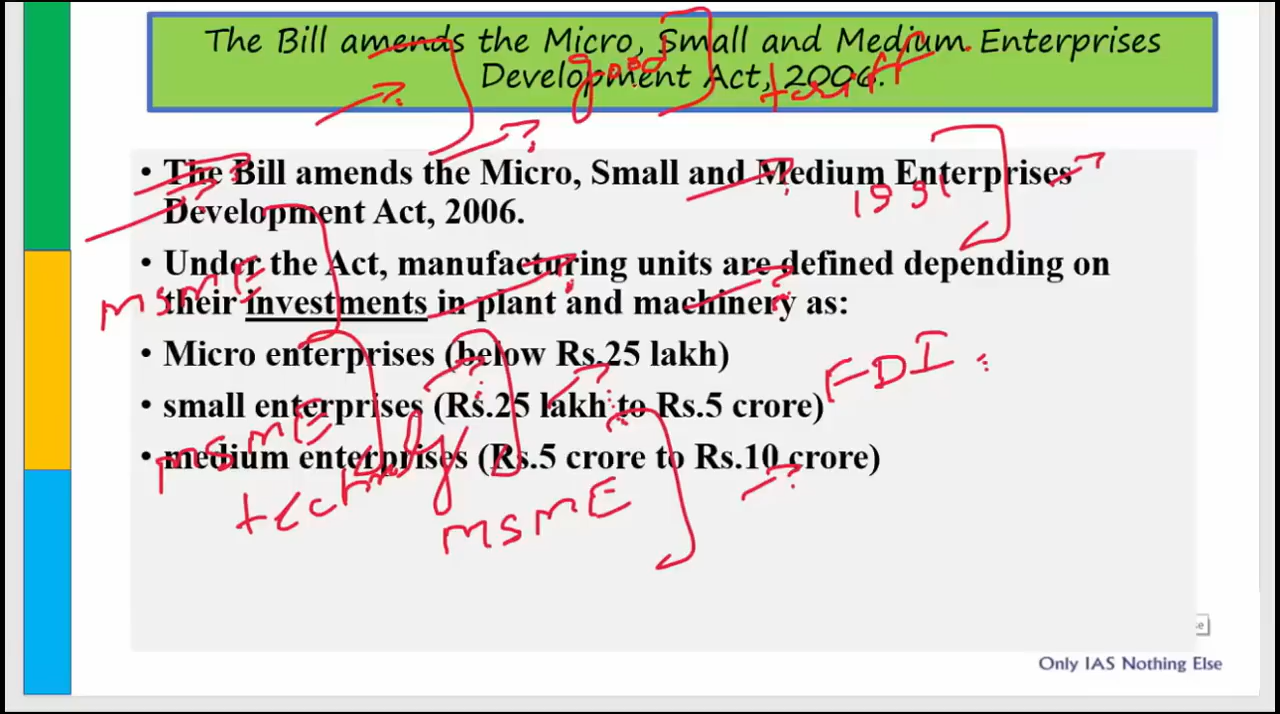 The Bill amends the Micro, Small and Medium Enterprises
Development Act, 2006.
good
tariff
• The Bill amends the Micro, Small and Medium Enterprises
Development Act, 2006.
1991
• Under the Act, manufacturing units are defined depending on
their investments in plant and machinery as:
MSME
• Micro enterprises (below Rs.25 lakh)
FDI
• small enterprises (Rs.25 lakh to Rs.5 crore)
MSME
• medium enterprises (Rs.5 crore to Rs.10 crore)
MSME
Only IAS Nothing Else